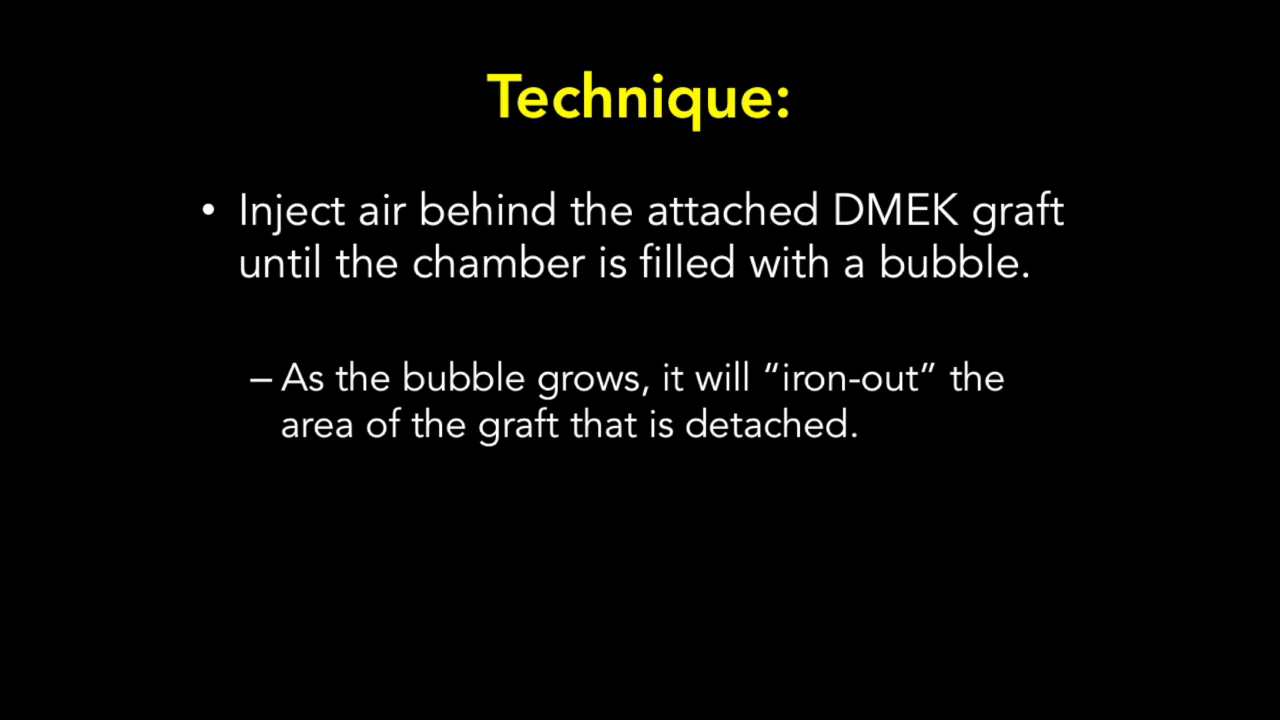 Technique:
• Inject air behind the attached DMEK graft
until the chamber is filled with a bubble.
– As the bubble grows, it will “iron-out” the
area of the graft that is detached.